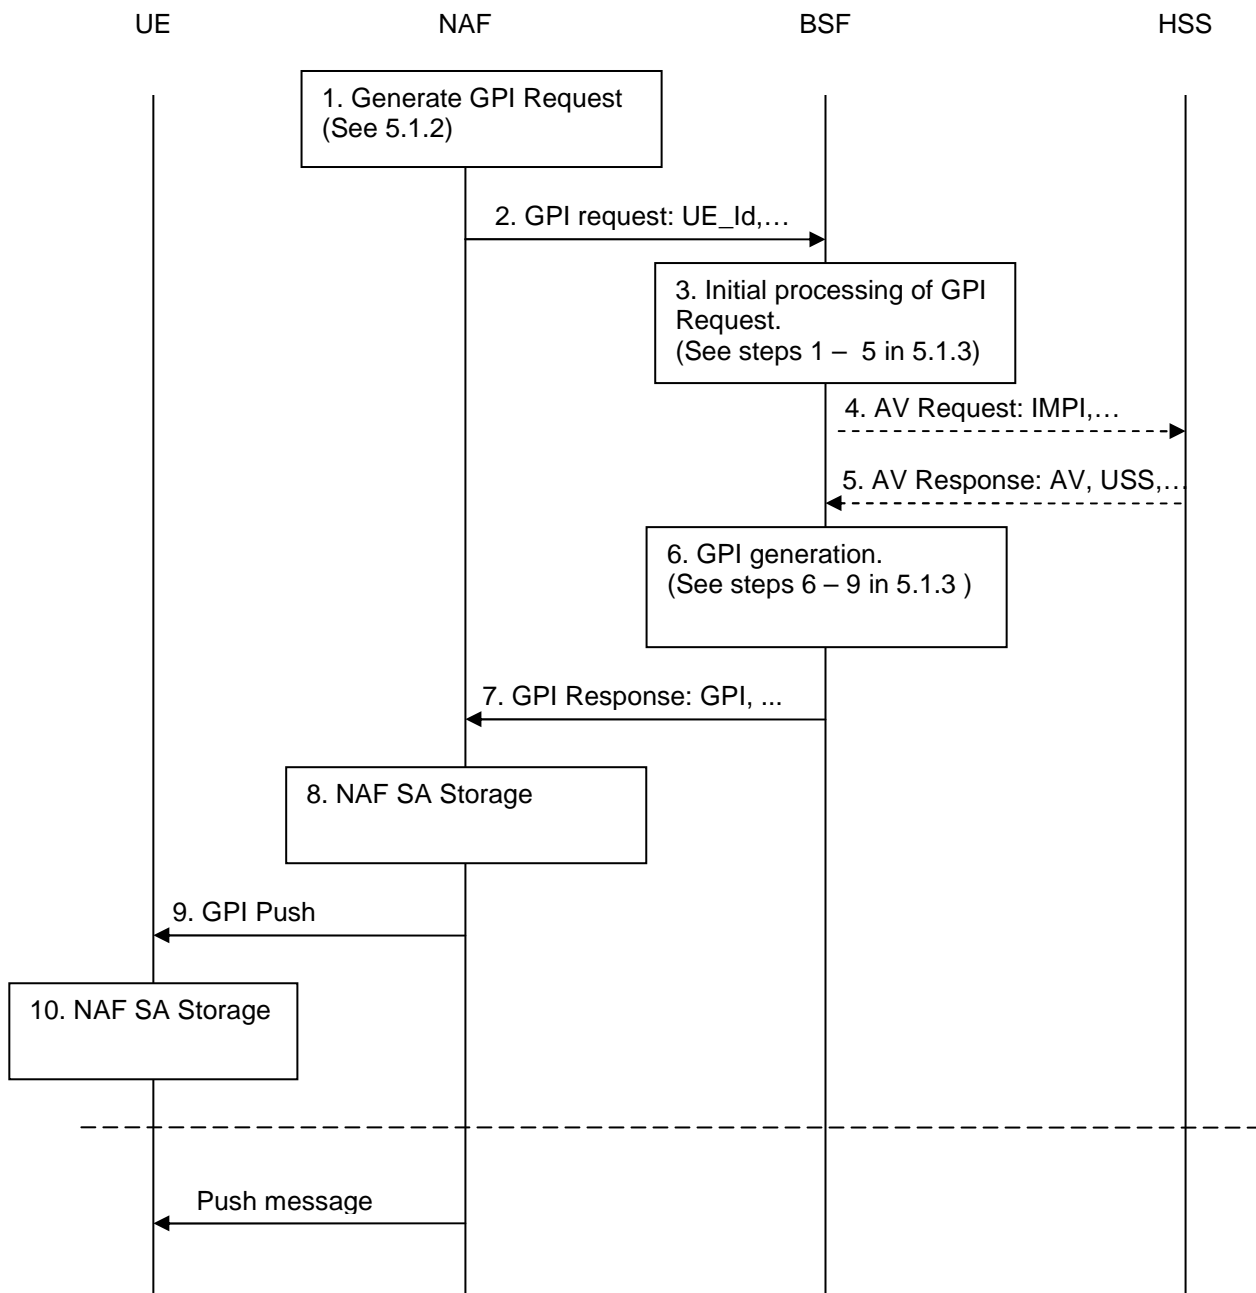 UE NAF BSF HSS
1. Generate GPI Request
(See 5.1.2)
2. GPI request: UE_Id,…
3. Initial processing of GPI
Request.
(See steps 1 – 5 in 5.1.3)
4. AV Request: IMPI,…
5. AV Response: AV, USS,…
6. GPI generation.
(See steps 6 – 9 in 5.1.3 )
7. GPI Response: GPI, ...
8. NAF SA Storage
9. GPI Push
10. NAF SA Storage
Push message